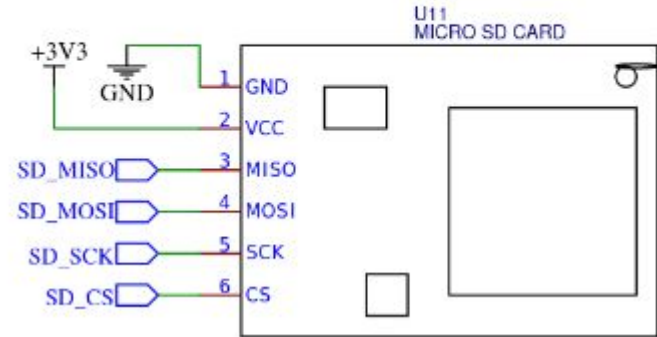 U11
MICRO SD CARD
+3V3
GND
1 GND
2 VCC
SD_MISO 3 MISO
SD_MOSI 4 MOSI
SD_SCK 5 SCK
SD_CS 6 CS